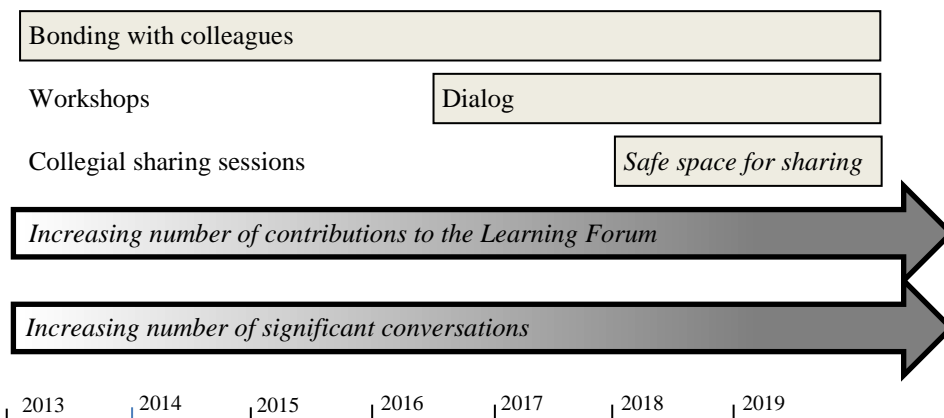 Bonding with colleagues
Workshops Dialog
Collegial sharing sessions Safe space for sharing
Increasing number of contributions to the Learning Forum
Increasing number of significant conversations
2013 2014 2015 2016 2017 2018 2019